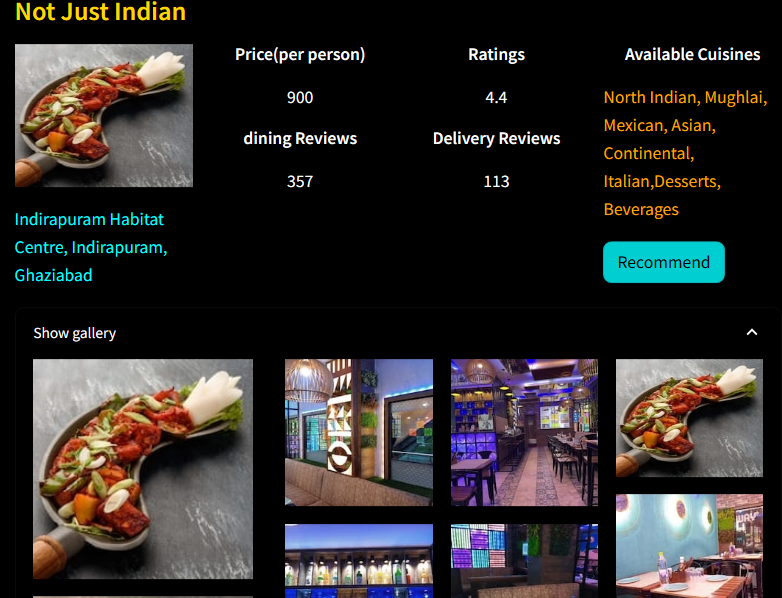 Not Just Indian
Price(per person)
900
dining Reviews
357
Ratings
4.4
Delivery Reviews
113
Available Cuisines
North Indian, Mughlai,
Mexican, Asian,
Continental,
Italian,Desserts,
Beverages
Recommend
Indirapuram Habitat
Centre, Indirapuram,
Ghaziabad
Show gallery